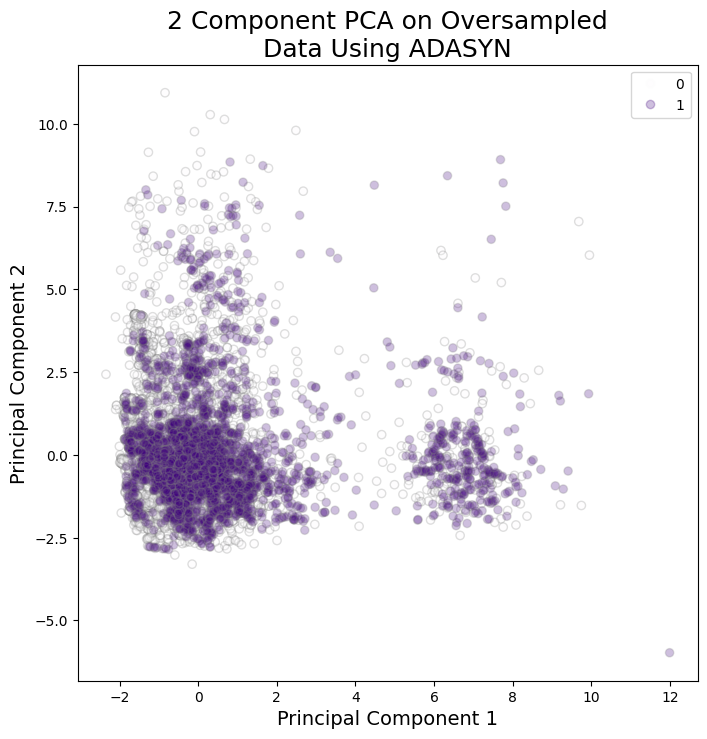 2 Component PCA on Oversampled
Data Using ADASYN
0
1
10.0
7.5
5.0
2.5
0.0
−2.5
−5.0
Principal Component 2
−2 0 2 4 6 8 10 12
Principal Component 1